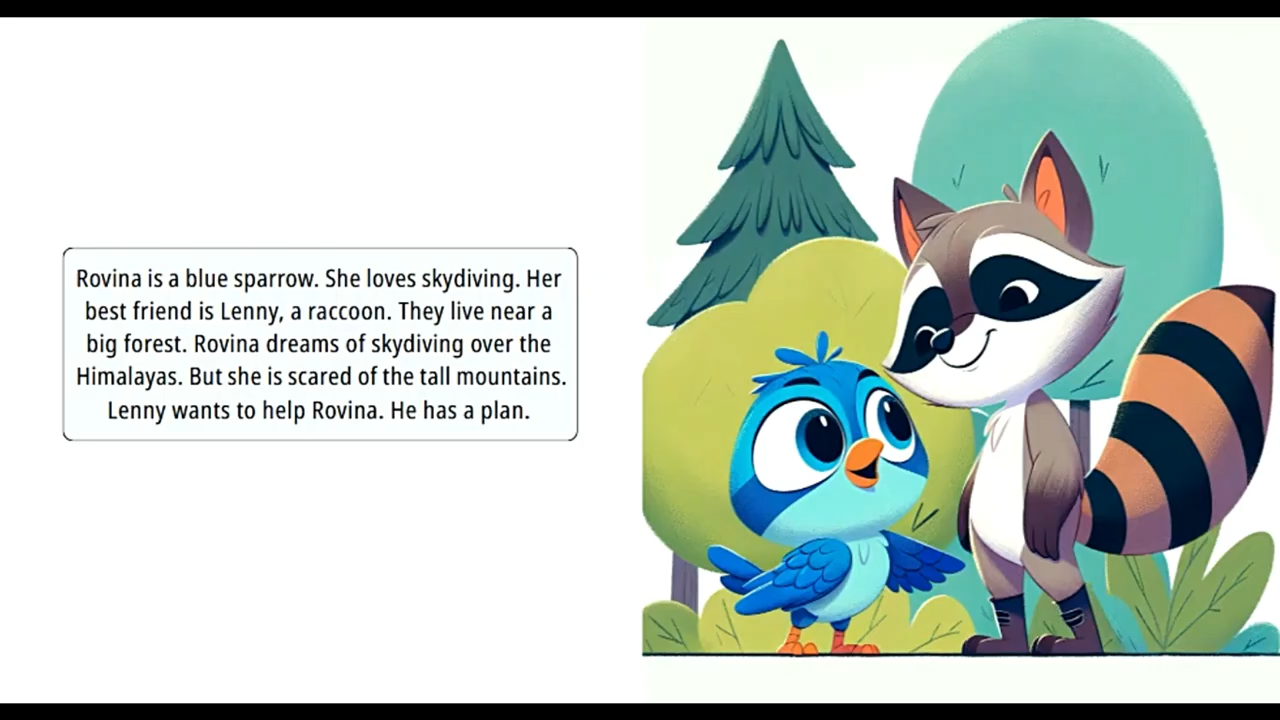 Rovina is a blue sparrow. She loves skydiving. Her
best friend is Lenny, a raccoon. They live near a
big forest. Rovina dreams of skydiving over the
Himalayas. But she is scared of the tall mountains.
Lenny wants to help Rovina. He has a plan.